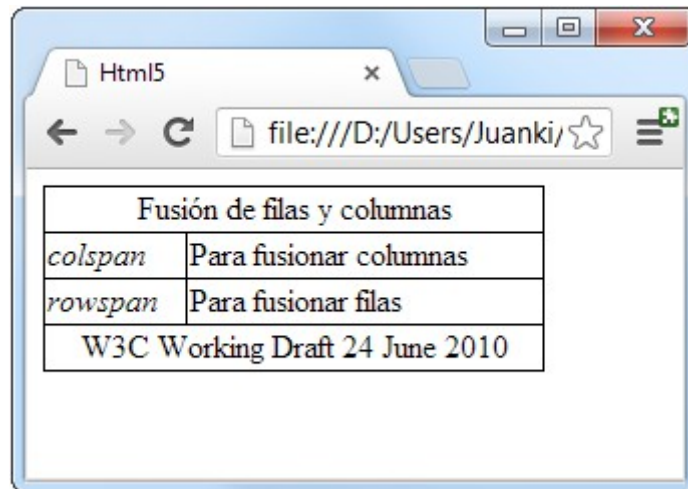 Html5
file:///D:/Users/Juanki/
Fusión de filas y columnas
colspan Para fusionar columnas
rowspan Para fusionar filas
W3C Working Draft 24 June 2010